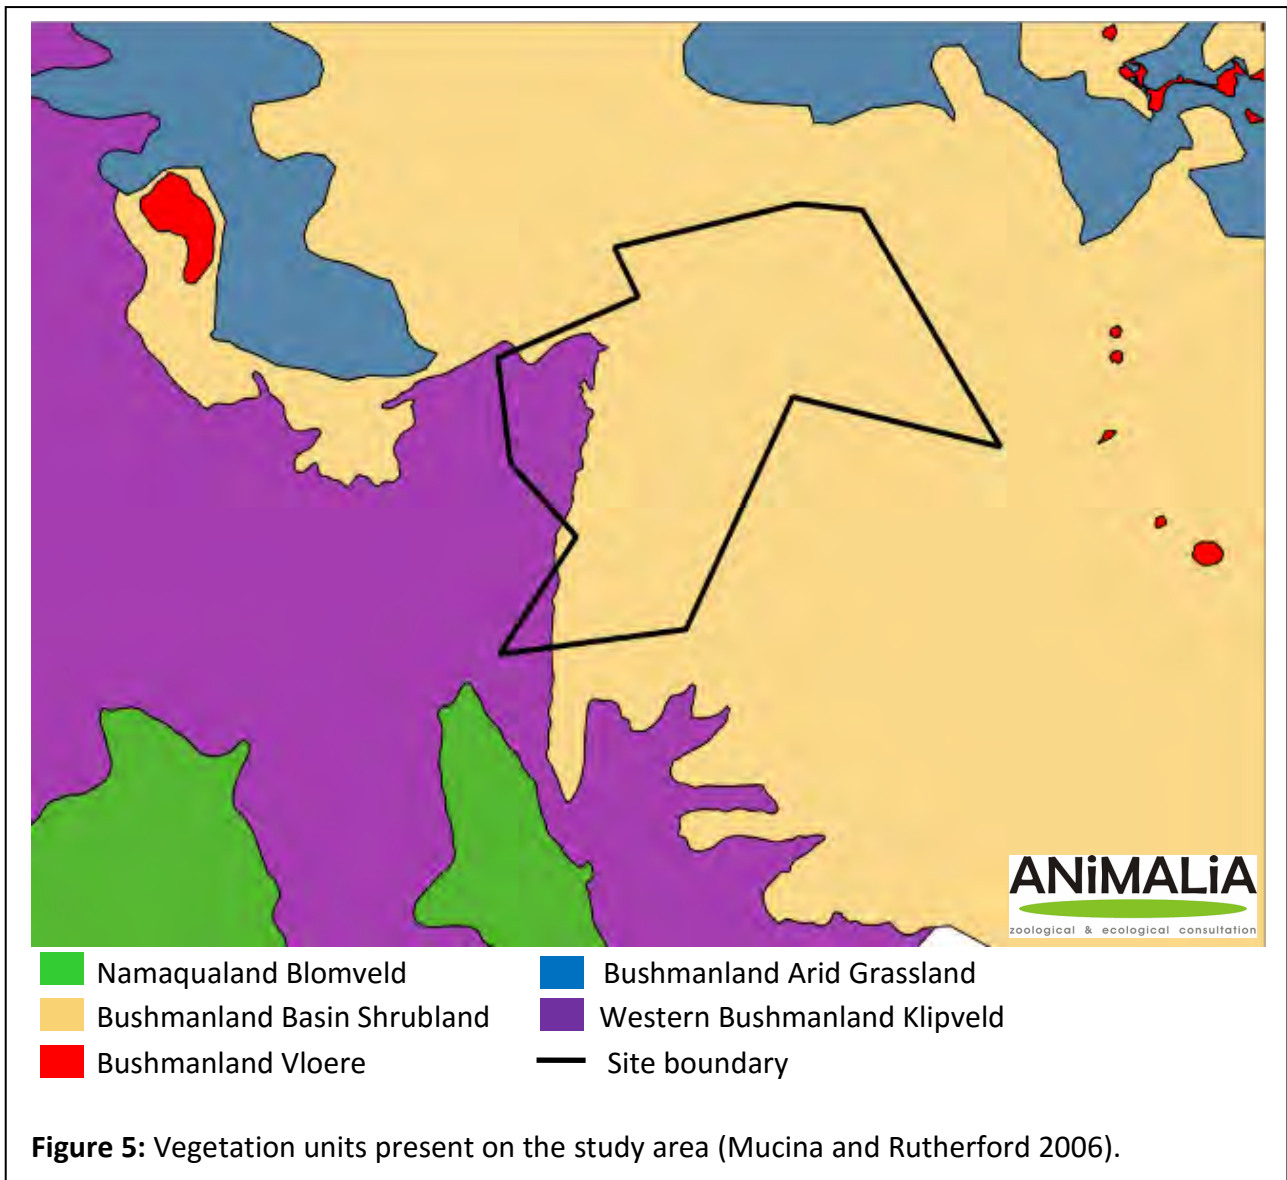 ANiMALiA
zoological & ecological consultation
Namaqualand Blomveld
Bushmanland Arid Grassland
Bushmanland Basin Shrubland
Western Bushmanland Klipveld
Bushmanland Vloere
Site boundary
Figure 5: Vegetation units present on the study area (Mucina and Rutherford 2006).